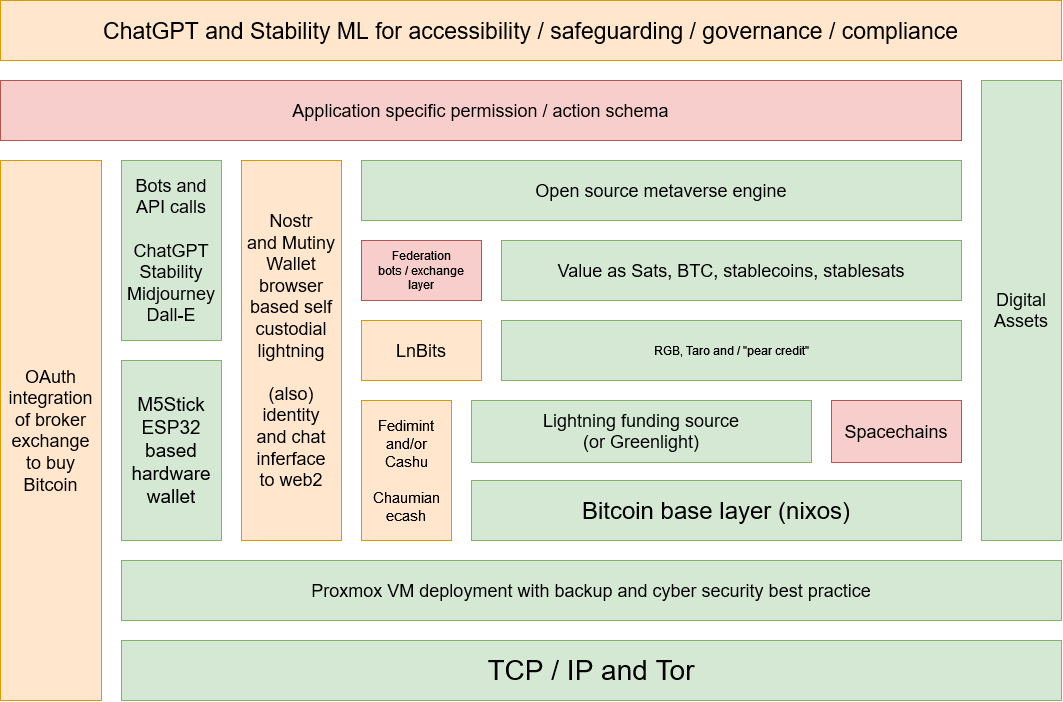 ChatGPT and Stability ML for accessibility / safeguarding / governance / compliance
Application specific permission / action schema
OAuth
integration
of broker
exchange
to buy
Bitcoin
Bots and
API calls
ChatGPT
Stability
Midjourney
Dall-E
M5Stick
ESP32
based
hardware
wallet
Nostr
and Mutiny
Wallet
browser
based self
custodial
lightning
(also)
identity
and chat
inferface
to web2
Open source metaverse engine
Federation
bots / exchange
layer
Value as Sats, BTC, stablecoins, stablesats
LnBits
RGB, Taro and / "pear credit"
Fedimint
and/or
Cashu
Chaumian
ecash
Lightning funding source
(or Greenlight)
Spacechains
Bitcoin base layer (nixos)
Digital
Assets
Proxmox VM deployment with backup and cyber security best practice
TCP / IP and Tor